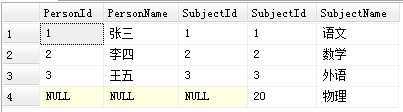 PersonId PersonName SubjectId SubjectId SubjectName
1 1 张三 1 1 语文
2 2 李四 2 2 数学
3 3 王五 3 3 外语
4 NULL NULL NULL 20 物理